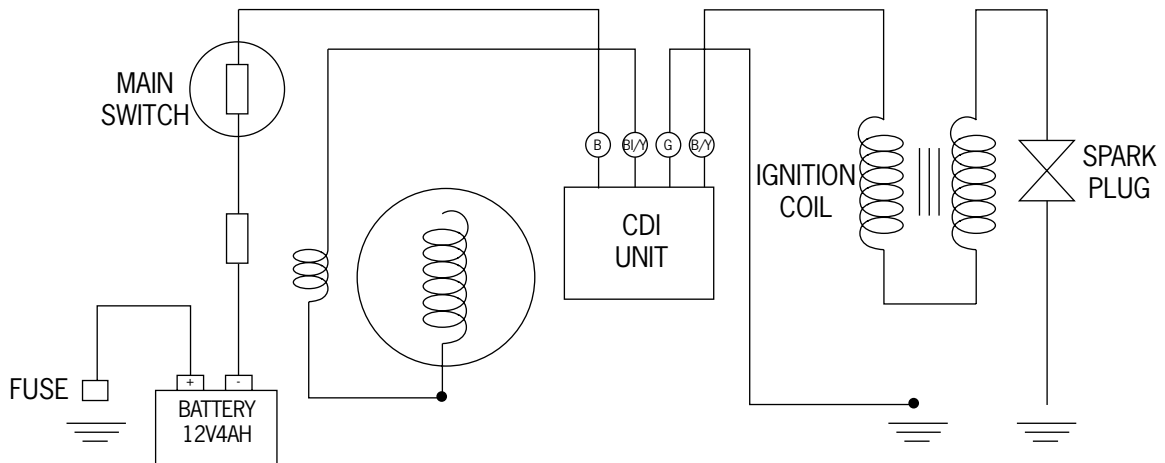 MAIN
SWITCH
B
Bl/Y
G
B/Y
IGNITION
COIL
SPARK
PLUG
CDI
UNIT
FUSE
+
-
BATTERY
12V4AH